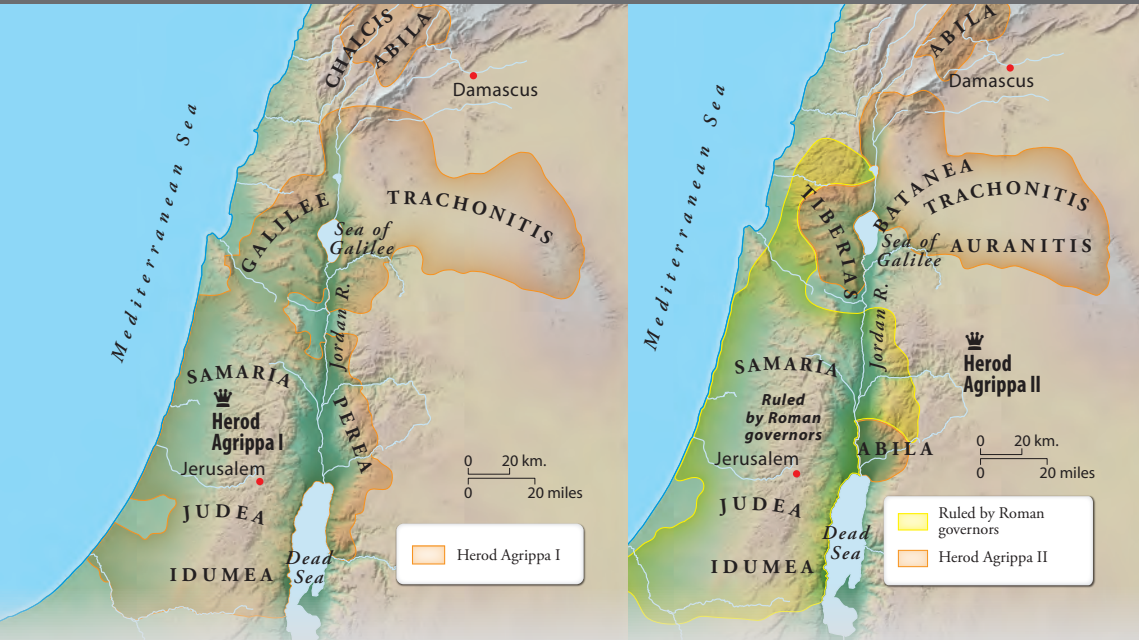 CHALCIS
ABILA
Damascus
Mediterranean Sea
TRACHONITIS
GALILEE
Sea of
Galilee
Jordan R.
SAMARIA
Herod
Agrippa I
PEREA
Jerusalem
0 20 km.
0 20 miles
JUDEA
Dead
Sea
IDUMEA
Herod Agrippa I
ABILA
Damascus
Mediterranean Sea
BATANEA
TRACHONITIS
TIBERIAS
Sea of
Galilee
AURANITIS
Jordan R.
Herod
Agrippa II
SAMARIA
Ruled
by Roman
governors
ABILA
Jerusalem
0 20 km.
0 20 miles
JUDEA
Dead
Sea
IDUMEA
Ruled by Roman
governors
Herod Agrippa II